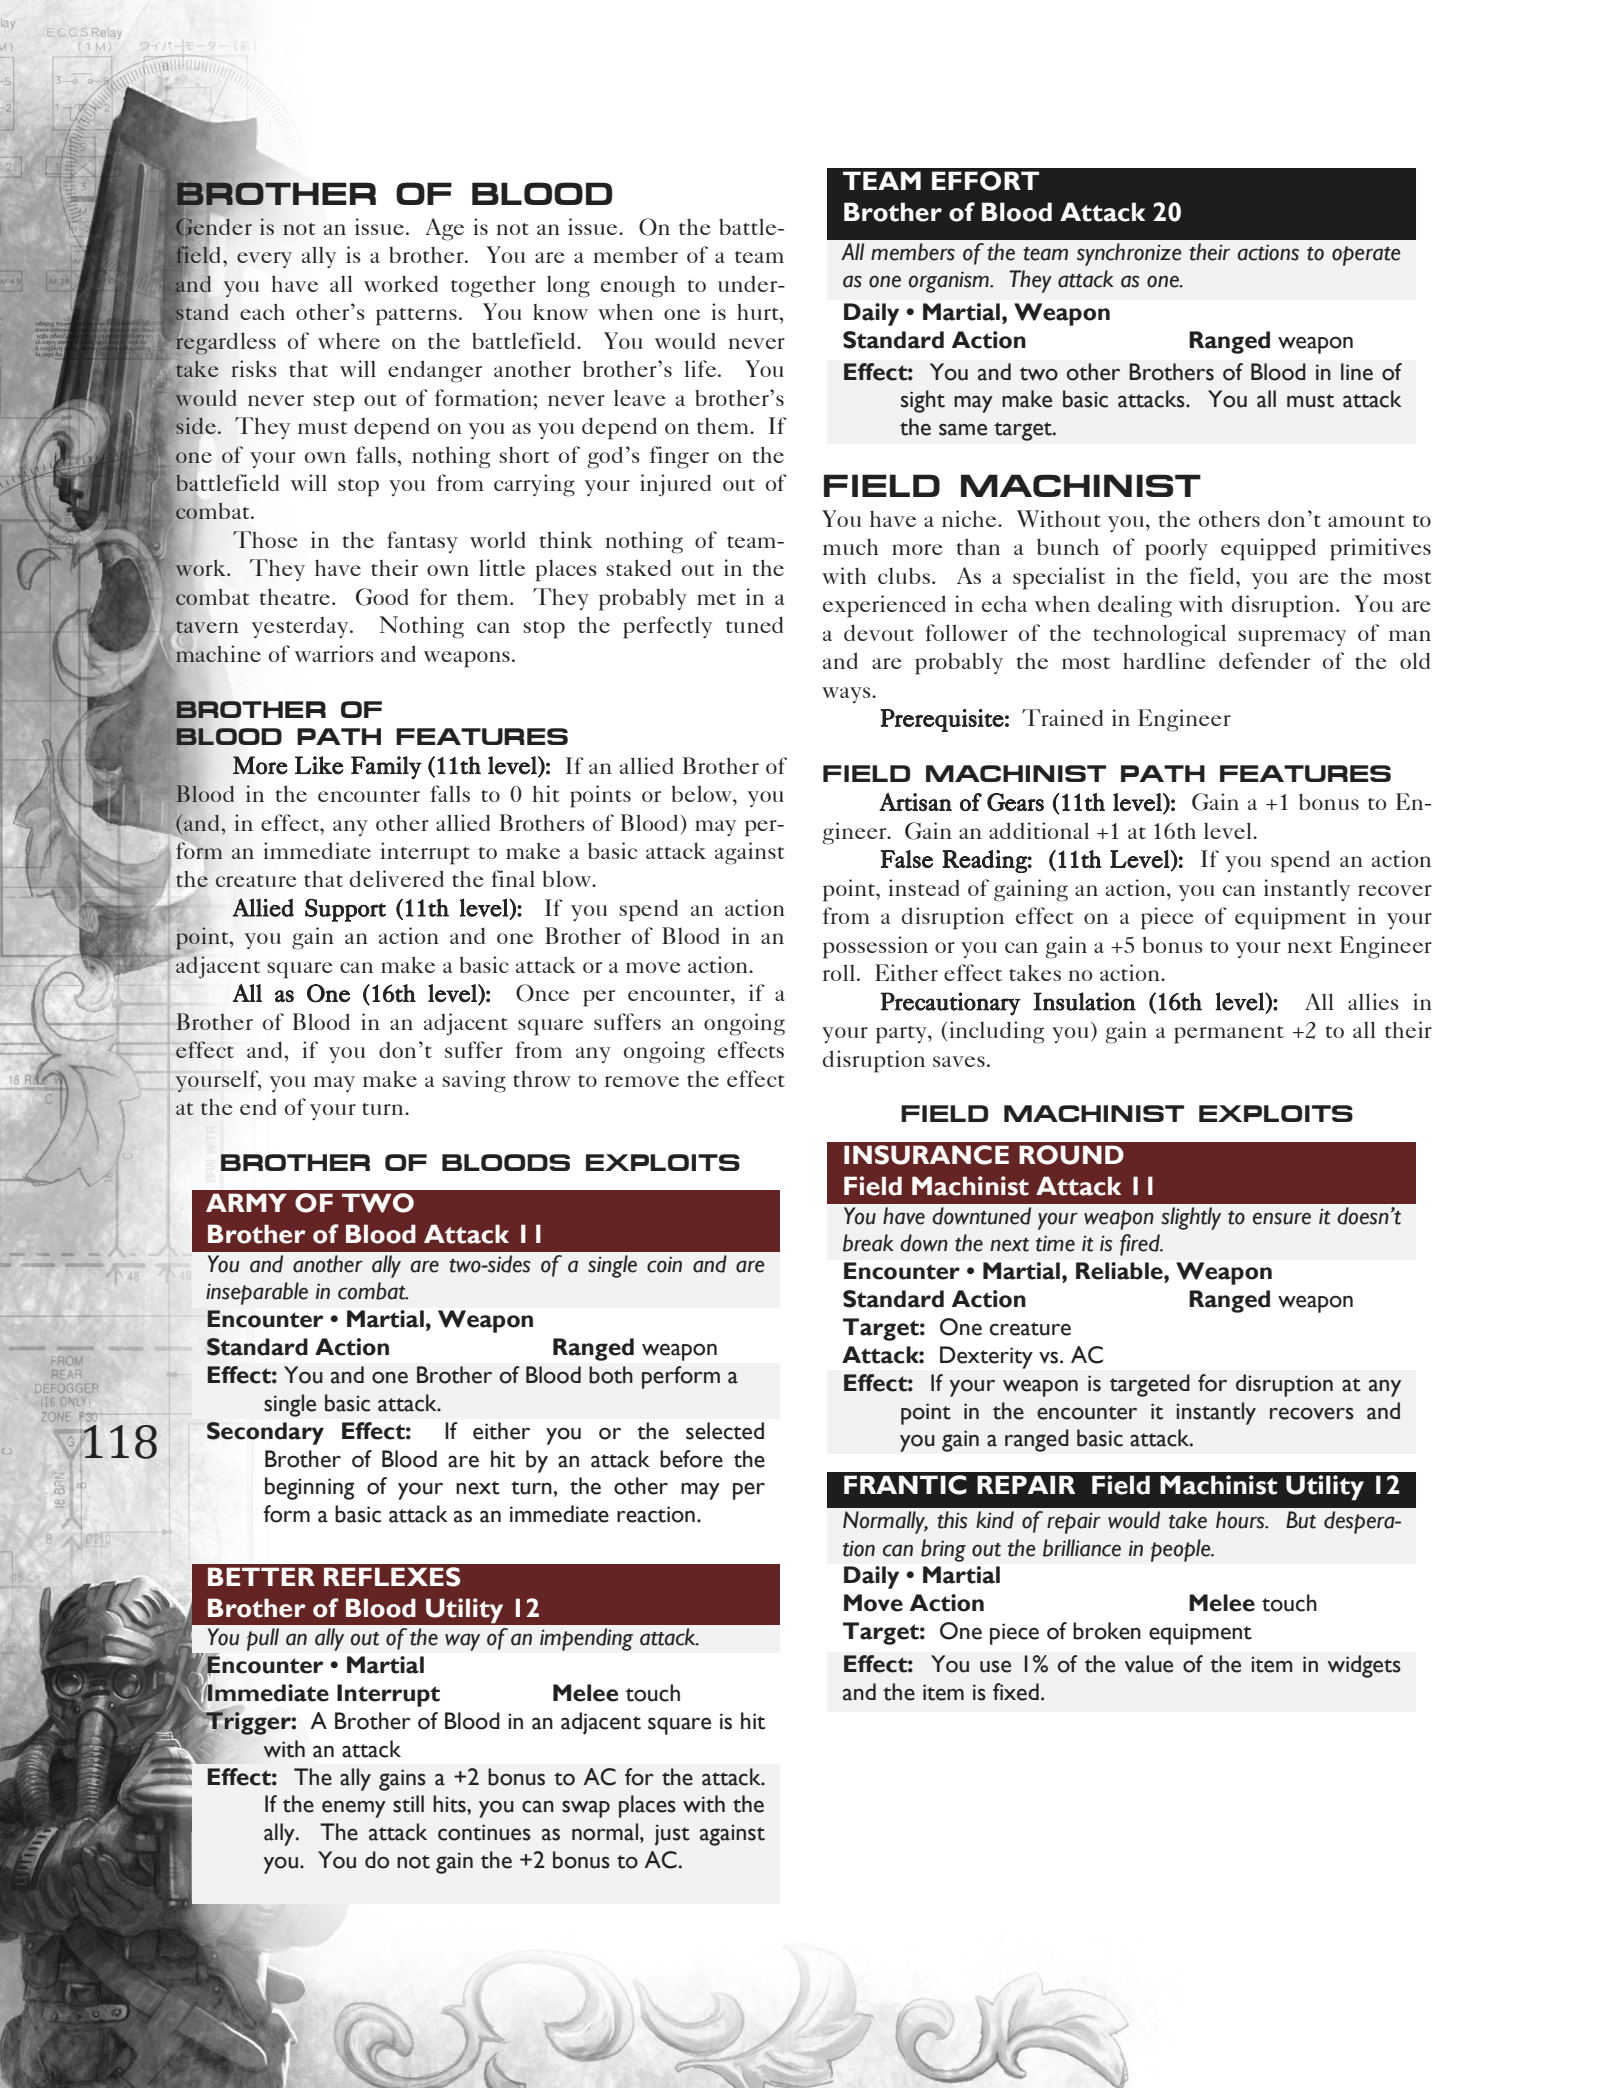 ECCS Relay
(1M)
ワイパーモーター（前）
BROTHER OF BLOOD
Gender is not an issue. Age is not an issue. On the battle-
field, every ally is a brother. You are a member of a team
and you have all worked together long enough to under-
stand each other's patterns. You know when one is hurt,
regardless of where on the battlefield. You would never
take risks that will endanger another brother's life. You
would never step out of formation; never leave a brother's
side. They must depend on you as you depend on them. If
one of your own falls, nothing short of god's finger on the
battlefield will stop you from carrying your injured out of
combat.
Those in the fantasy world think nothing of team-
work. They have their own little places staked out in the
combat theatre. Good for them. They probably met in a
tavern yesterday. Nothing can stop the perfectly tuned
machine of warriors and weapons.
BROTHER OF
BLOOD PATH FEATURES
More Like Family (11th level): If an allied Brother of
Blood in the encounter falls to 0 hit points or below, you
(and, in effect, any other allied Brothers of Blood) may per-
form an immediate interrupt to make a basic attack against
the creature that delivered the final blow.
Allied Support (11th level): If you spend an action
point, you gain an action and one Brother of Blood in an
adjacent square can make a basic attack or a move action.
All as One (16th level): Once per encounter, if a
Brother of Blood in an adjacent square suffers an ongoing
effect and, if you don't suffer from any ongoing effects
yourself, you may make a saving throw to remove the effect
at the end of your turn.
BROTHER OF BLOODS EXPLOITS
ARMY OF TWO
Brother of Blood Attack 11
You and another ally are two-sides of a single coin and are
inseparable in combat.
Encounter • Martial, Weapon
Standard Action Ranged weapon
Effect: You and one Brother of Blood both perform a
single basic attack.
Secondary Effect: If either you or the selected
Brother of Blood are hit by an attack before the
beginning of your next turn, the other may per
form a basic attack as an immediate reaction.
BETTER REFLEXES
Brother of Blood Utility 12
You pull an ally out of the way of an impending attack.
Encounter • Martial
Immediate Interrupt Melee touch
Trigger: A Brother of Blood in an adjacent square is hit
with an attack
Effect: The ally gains a +2 bonus to AC for the attack.
If the enemy still hits, you can swap places with the
ally. The attack continues as normal, just against
you. You do not gain the +2 bonus to AC.
FROM
REAR
DEFOGGER
(16 ONLY)
ZONE F30
118
TEAM EFFORT
Brother of Blood Attack 20
All members of the team synchronize their actions to operate
as one organism. They attack as one.
Daily • Martial, Weapon
Standard Action Ranged weapon
Effect: You and two other Brothers of Blood in line of
sight may make basic attacks. You all must attack
the same target.
FIELD MACHINIST
You have a niche. Without you, the others don't amount to
much more than a bunch of poorly equipped primitives
with clubs. As a specialist in the field, you are the most
experienced in echa when dealing with disruption. You are
a devout follower of the technological supremacy of man
and are probably the most hardline defender of the old
ways.
Prerequisite: Trained in Engineer
FIELD MACHINIST PATH FEATURES
Artisan of Gears (11th level): Gain a +1 bonus to En-
gineer. Gain an additional +1 at 16th level.
False Reading: (11th Level): If you spend an action
point, instead of gaining an action, you can instantly recover
from a disruption effect on a piece of equipment in your
possession or you can gain a +5 bonus to your next Engineer
roll. Either effect takes no action.
Precautionary Insulation (16th level): All allies in
your party, (including you) gain a permanent +2 to all their
disruption saves.
FIELD MACHINIST EXPLOITS
INSURANCE ROUND
Field Machinist Attack 11
You have downtuned your weapon slightly to ensure it doesn't
break down the next time it is fired.
Encounter • Martial, Reliable, Weapon
Standard Action Ranged weapon
Target: One creature
Attack: Dexterity vs. AC
Effect: If your weapon is targeted for disruption at any
point in the encounter it instantly recovers and
you gain a ranged basic attack.
FRANTIC REPAIR Field Machinist Utility 12
Normally, this kind of repair would take hours. But despera-
tion can bring out the brilliance in people.
Daily • Martial
Move Action Melee touch
Target: One piece of broken equipment
Effect: You use 1% of the value of the item in widgets
and the item is fixed.